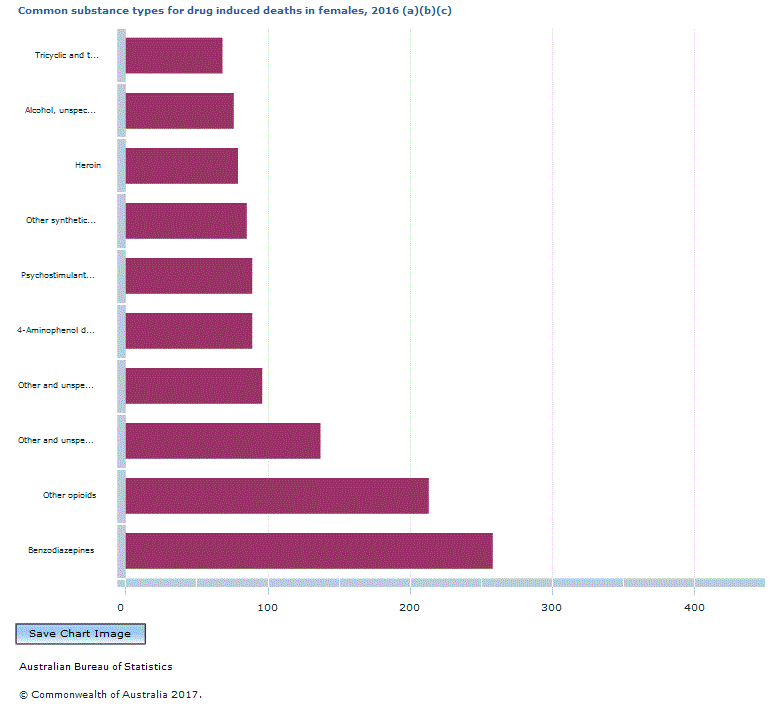 Common substance types for drug induced deaths in females, 2016 (a)(b)(c)
Tricyclic and t...
Alcohol, unspec...
Heroin
Other synthetic...
Psychostimulant...
4-Aminophenol d...
Other and unspe...
Other and unspe...
Other opioids
Benzodiazepines
0 100 200 300 400
Save Chart Image
Australian Bureau of Statistics
© Commonwealth of Australia 2017.